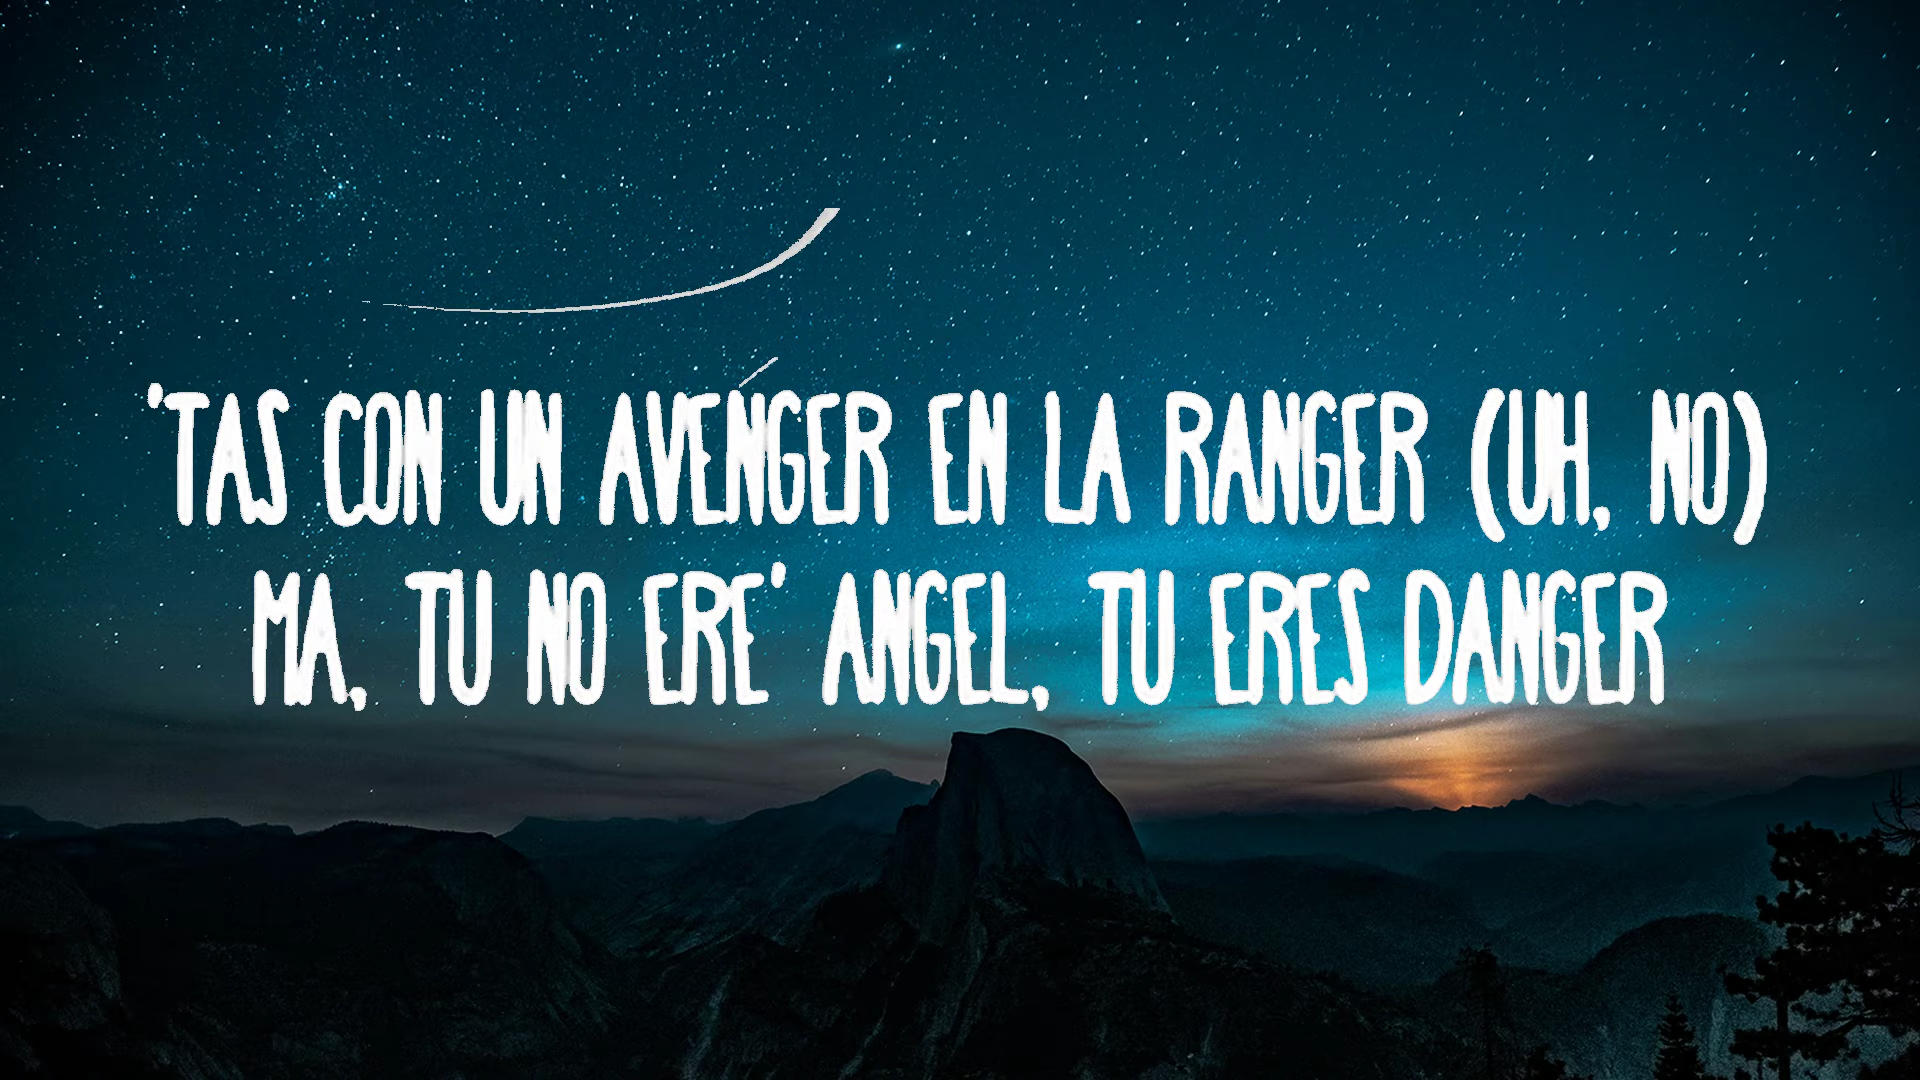 'TAS CON UN AVENGER EN LA RANGER (UH, NO)
MA, TU NO ERE' ANGEL, TU ERES DANGER